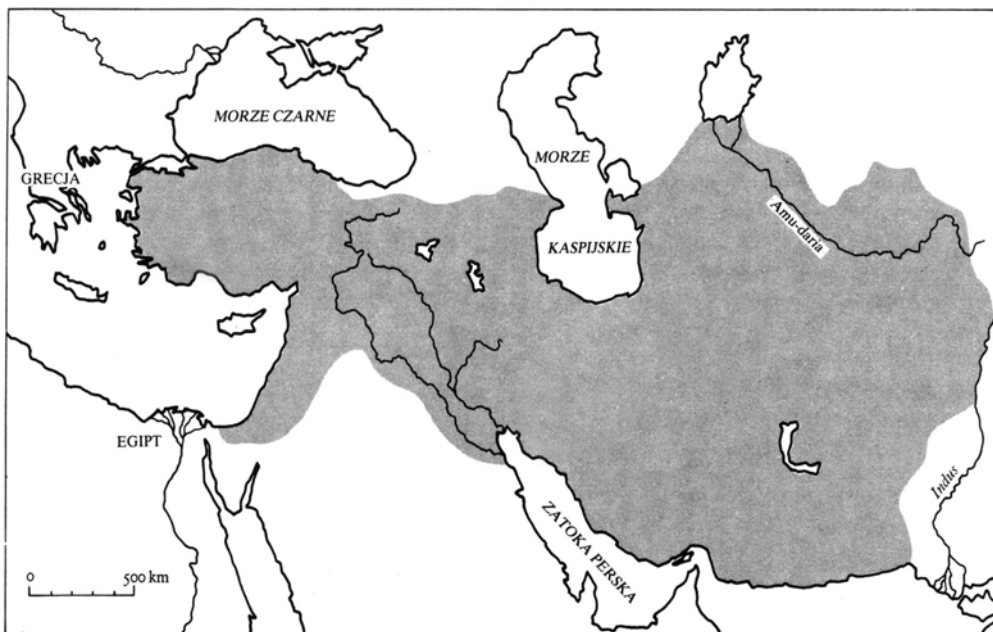 MORZE CZARNE
GRECJA
MORZE
KASPIJSKIE
Amu-daria
EGIPT
Indus
ZATOKA PERSKA
0 500 km